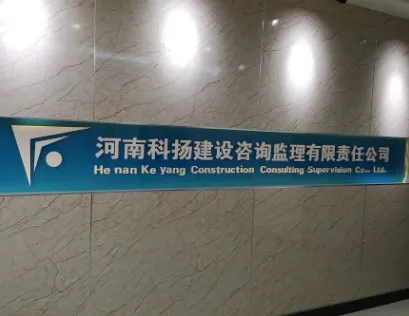 河南科扬建设咨询监理有限责任公司
He nan Ke yang Construction Consulting Supervision Co.. Ltd.